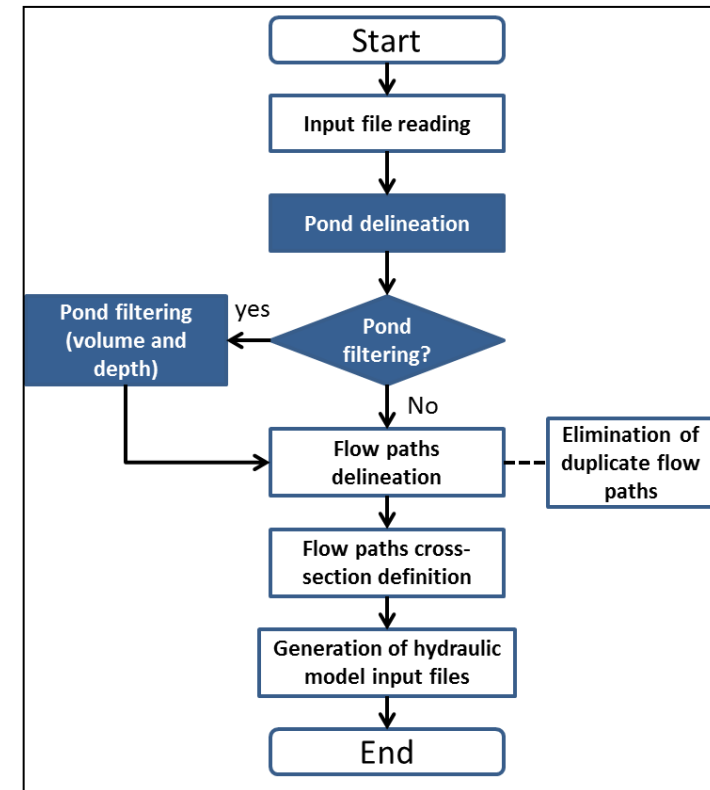 Start
Input file reading
Pond delineation
Pond filtering
(volume and
depth)
yes
Pond
filtering?
No
Flow paths
delineation
Elimination of
duplicate flow
paths
Flow paths cross-
section definition
Generation of hydraulic
model input files
End